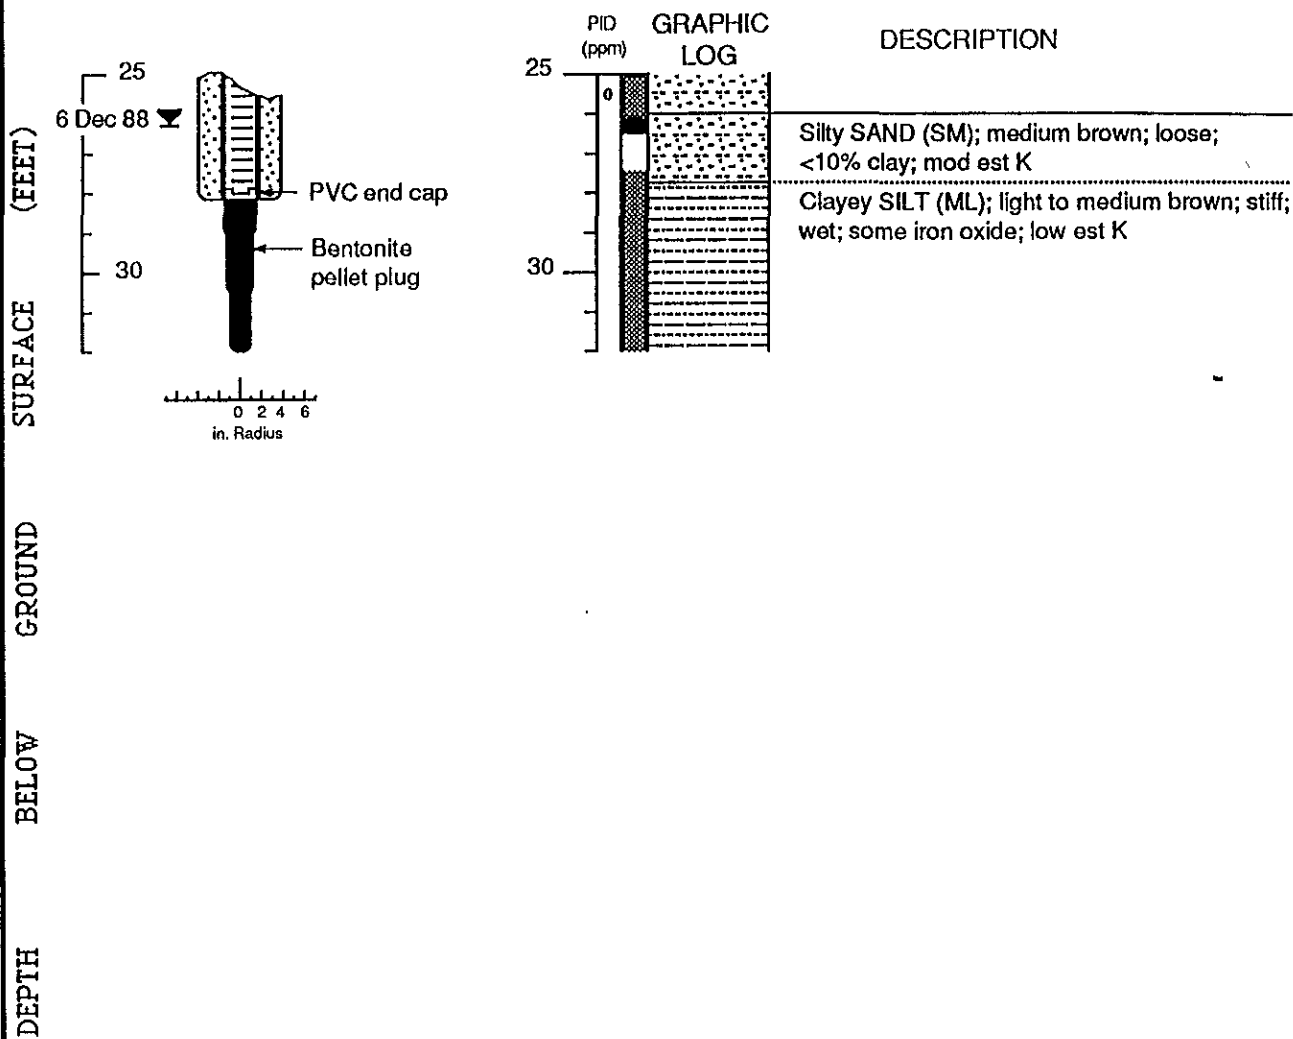 PID
(ppm)
GRAPHIC
LOG
DESCRIPTION
25
6 Dec 88
PVC end cap
Bentonite
pellet plug
30
0 2 4 6
in. Radius
25
0
30
Silty SAND (SM); medium brown; loose;
<10% clay; mod est K
Clayey SILT (ML); light to medium brown; stiff;
wet; some iron oxide; low est K
DEPTH BELOW GROUND SURFACE (FEET)